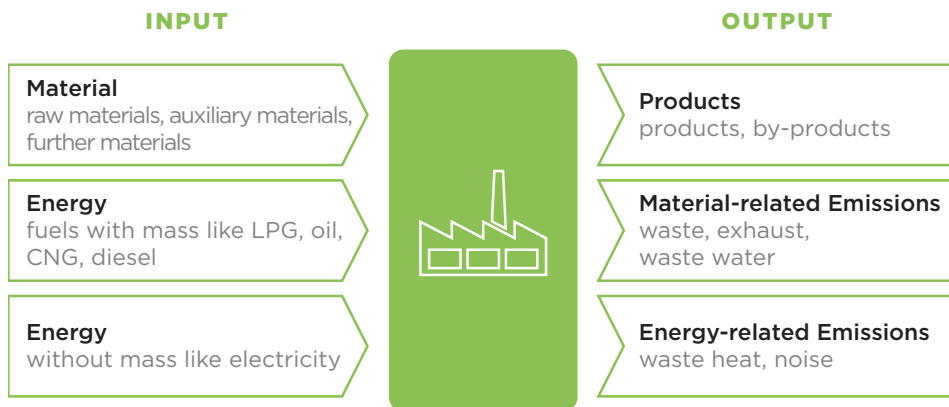 INPUT
OUTPUT
Material
raw materials, auxiliary materials,
further materials
Energy
fuels with mass like LPG, oil,
CNG, diesel
Energy
without mass like electricity
Products
products, by-products
Material-related Emissions
waste, exhaust,
waste water
Energy-related Emissions
waste heat, noise